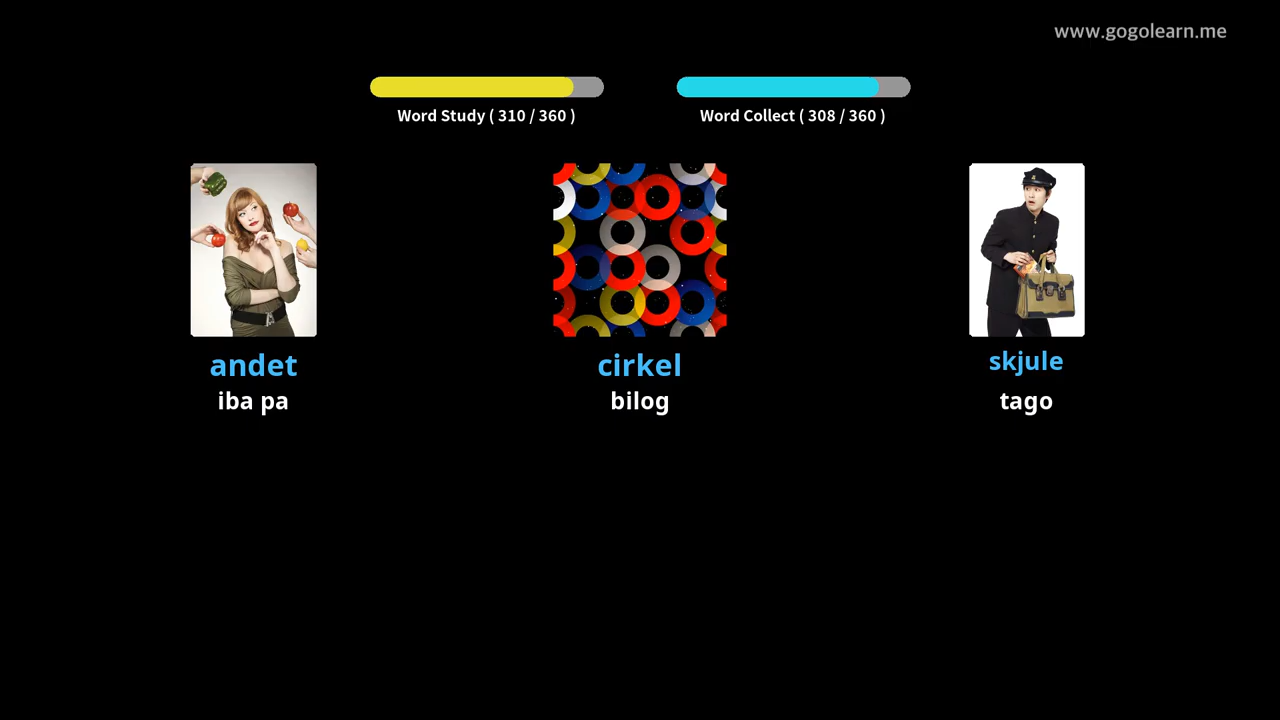 www.gogolearn.me
Word Study ( 310 / 360 )
Word Collect ( 308 / 360 )
andet
iba pa
cirkel
bilog
skjule
tago